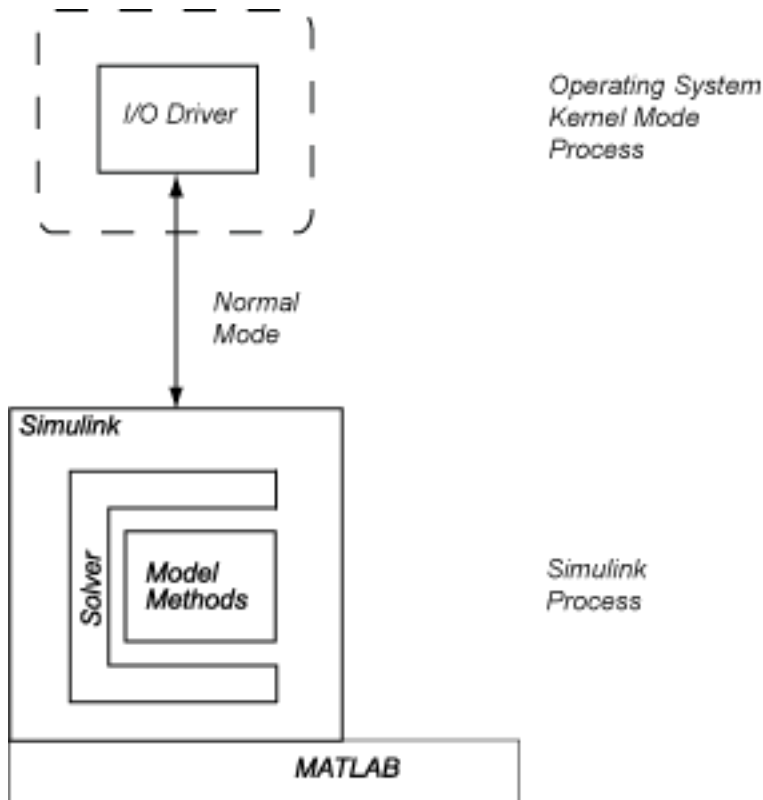 I/O Driver
Operating System
Kernel Mode
Process
Normal
Mode
Simulink
Solver
Model
Methods
Simulink
Process
MATLAB